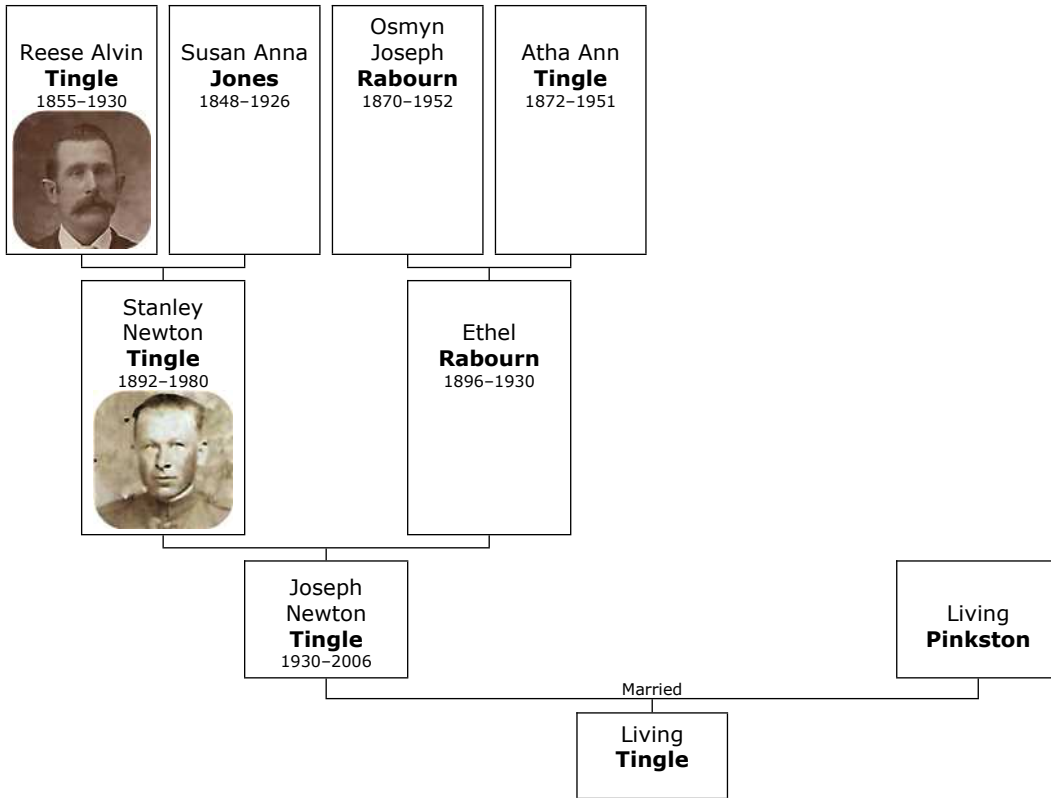 Reese Alvin
Tingle
1855–1930
Susan Anna
Jones
1848–1926
Osmyn
Joseph
Rabourn
1870–1952
Atha Ann
Tingle
1872–1951
Stanley
Newton
Tingle
1892–1980
Ethel
Rabourn
1896–1930
Joseph
Newton
Tingle
1930–2006
Living
Pinkston
Married
Living
Tingle